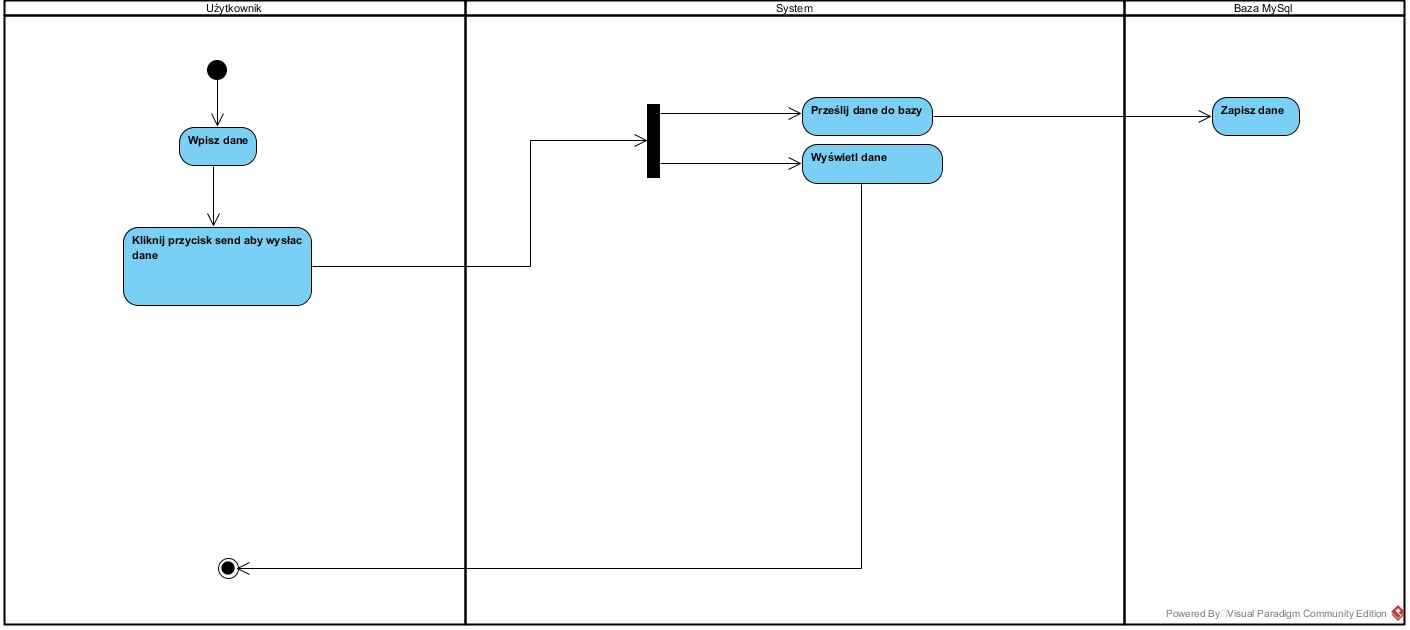 Użytkownik
System
Baza MySql
Wpisz dane
Kliknij przycisk send aby wysłac
dane
Prześlij dane do bazy
Wyświetl dane
Zapisz dane
Powered By Visual Paradigm Community Edition